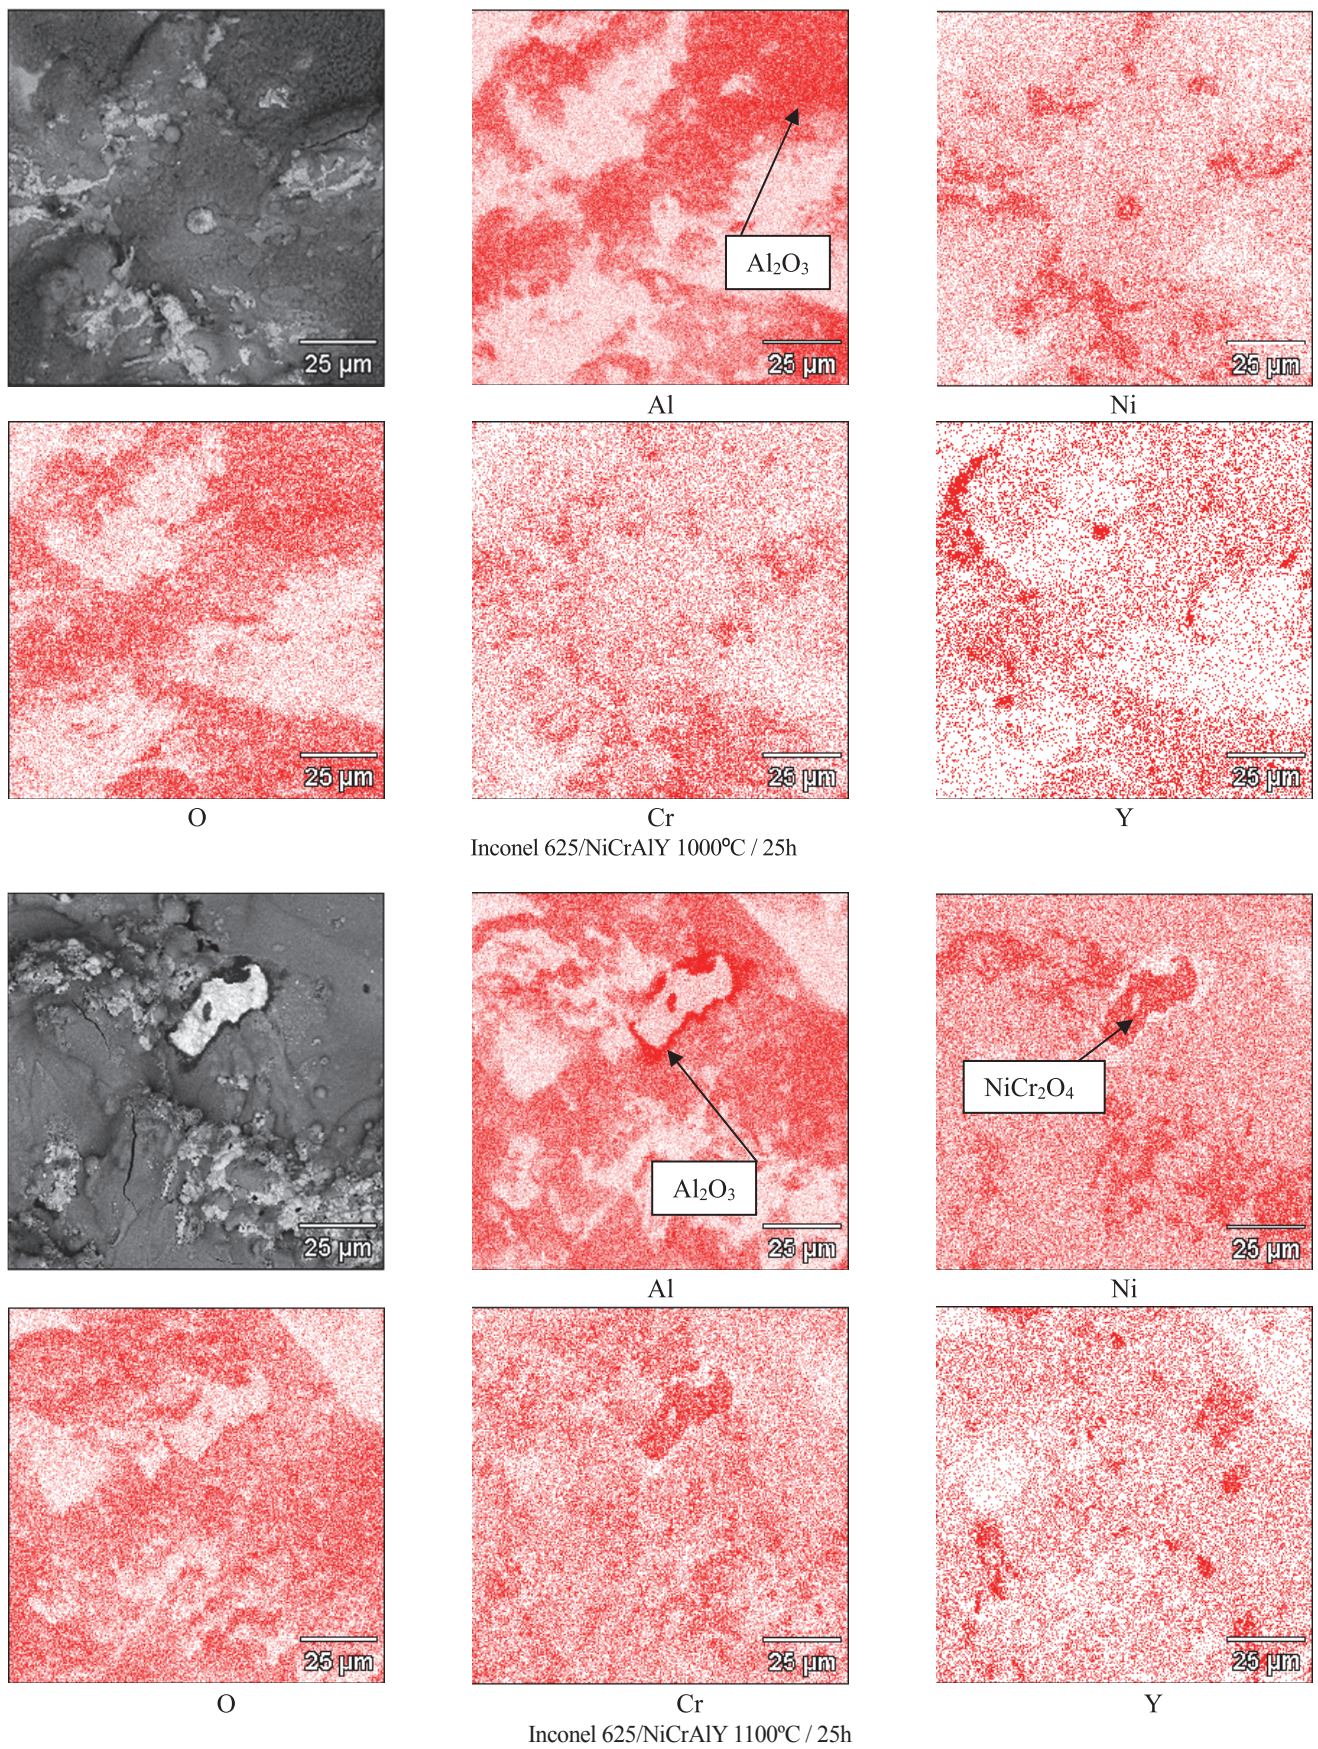 25 µm
Al₂O₃
25 µm
25 µm
Al
Ni
25 µm
25 µm
25 µm
O
Cr
Y
Inconel 625/NiCrAlY 1000ºC / 25h
NiCr₂O₄
Al₂O₃
25 µm
25 µm
25 µm
Al
Ni
25 µm
25 µm
25 µm
O
Cr
Y
Inconel 625/NiCrAlY 1100ºC / 25h